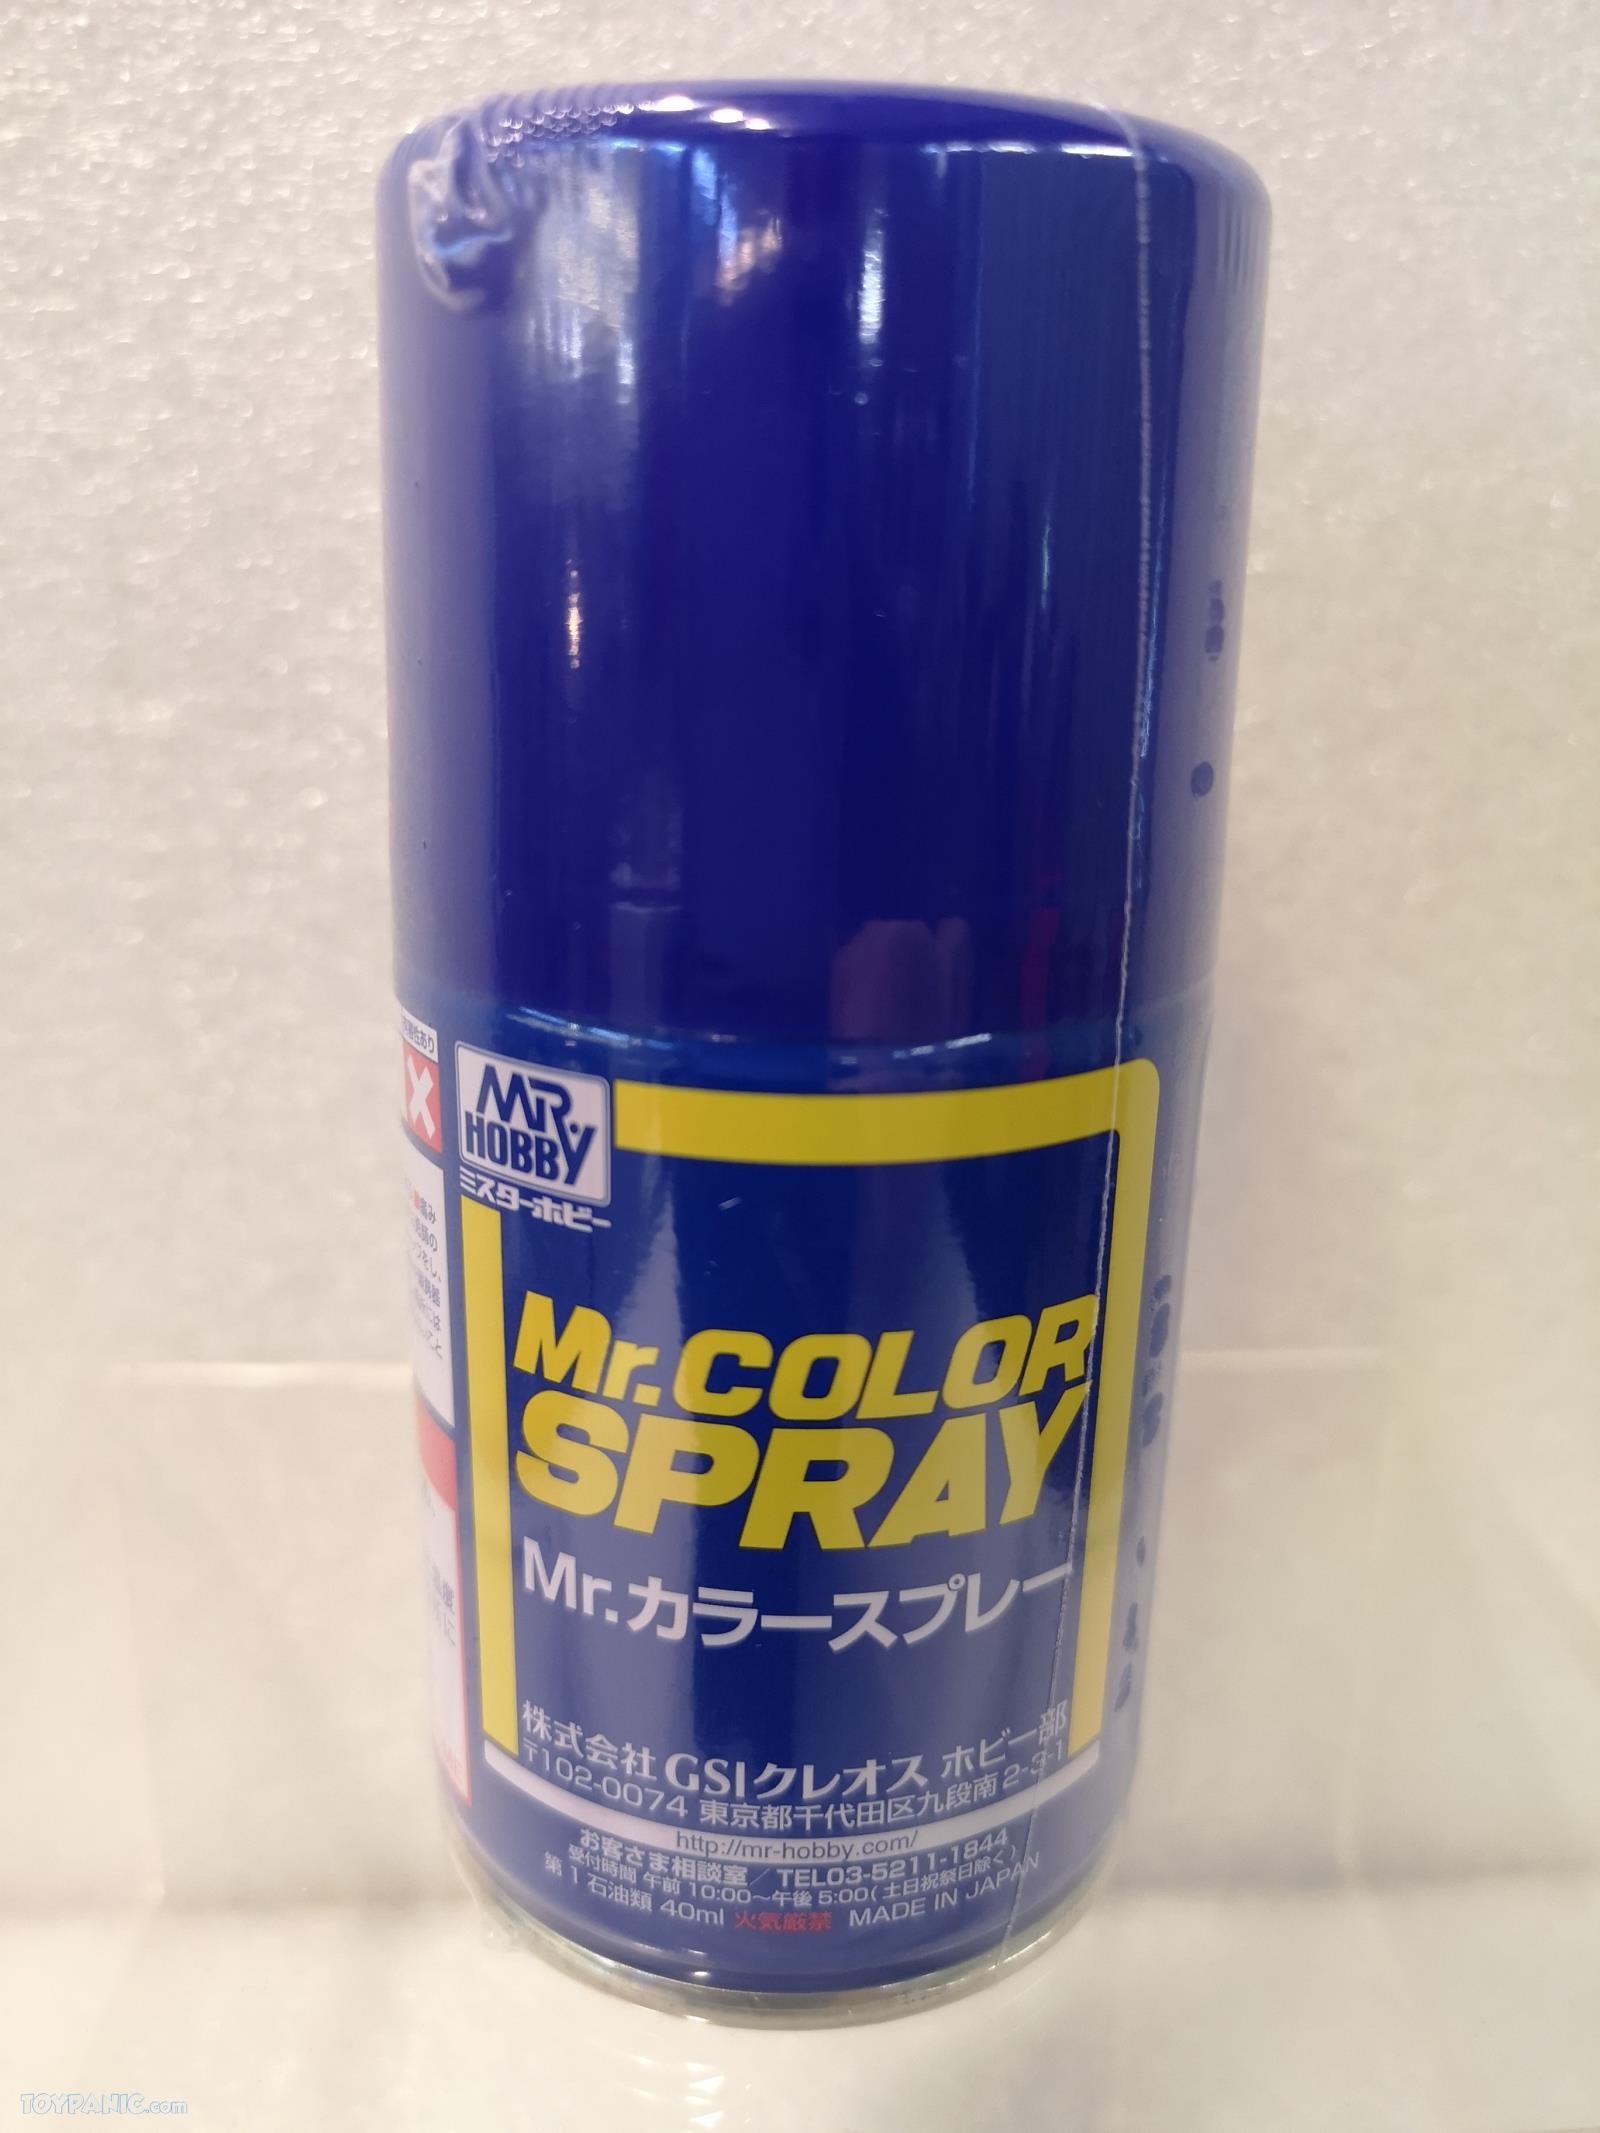 MR.
HOBBY
ミスターホビー
Mr.COLOR
SPRAY
Mr.カラースプレー
株式会社 GSIクレオス ホビー部
〒102-0074 東京都千代田区九段南2-3-1
http://mr-hobby.com/
お客さま相談室／TEL03-5211-1844
受付時間 午前10:00〜午後5:00(土日祝祭日除く)
第1石油類 40ml 火気厳禁 MADE IN JAPAN
TOYPANIC.com